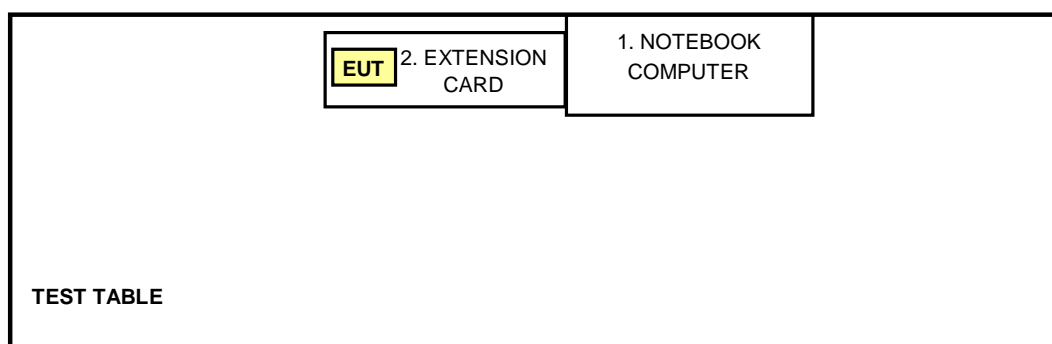 EUT
2. EXTENSION
CARD
1. NOTEBOOK
COMPUTER
TEST TABLE